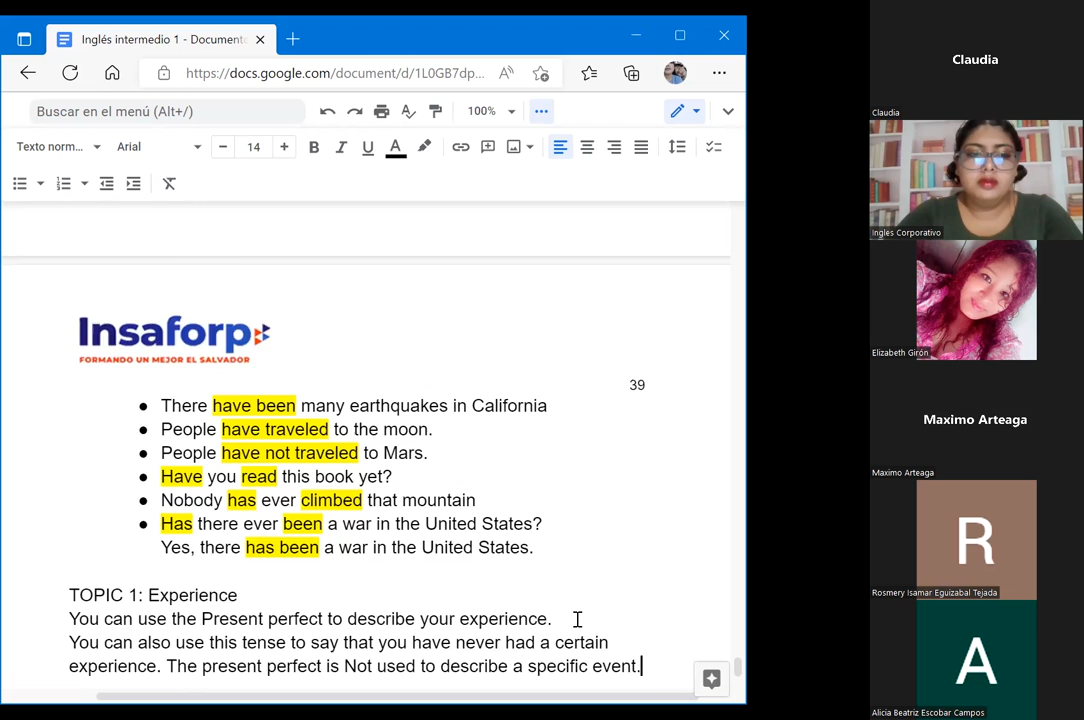 Inglés intermedio 1 - Documento
https://docs.google.com/document/d/1L0GB7dp...
Buscar en el menú (Alt+/)
100%
Texto norm...
Arial
14
Insaforp
FORMANDO UN MEJOR EL SALVADOR
39
● There have been many earthquakes in California
● People have traveled to the moon.
● People have not traveled to Mars.
● Have you read this book yet?
● Nobody has ever climbed that mountain
● Has there ever been a war in the United States?
Yes, there has been a war in the United States.
TOPIC 1: Experience
You can use the Present perfect to describe your experience.
You can also use this tense to say that you have never had a certain
experience. The present perfect is Not used to describe a specific event.
Claudia
Claudia
Ingles Corporativo
Elizabeth Girón
Maximo Arteaga
Maximo Arteaga
R
Rosmery Isamar Eguizabal Tejada
A
Alicia Beatriz Escobar Campos